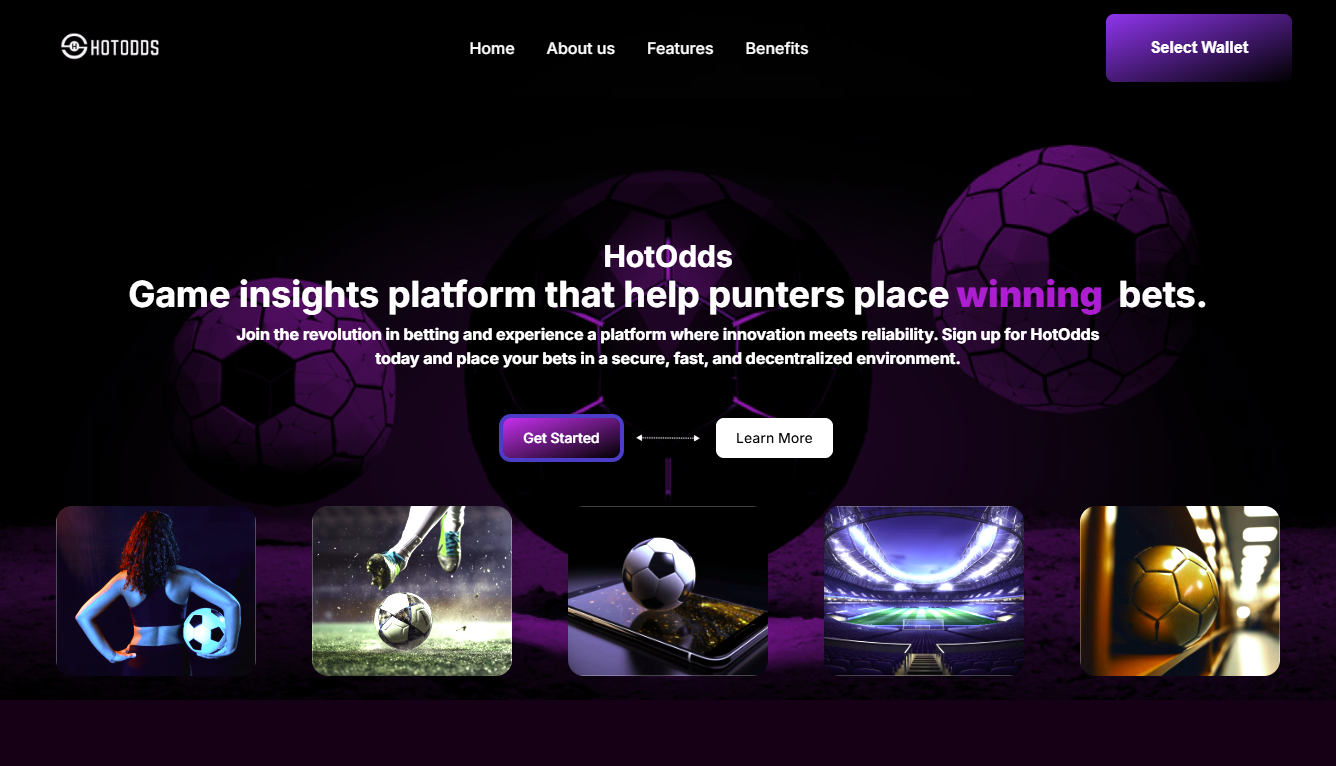 HOTODDS
Home
About us
Features
Benefits
Select Wallet
HotOdds
Game insights platform that help punters place winning bets.
Join the revolution in betting and experience a platform where innovation meets reliability. Sign up for HotOdds
today and place your bets in a secure, fast, and decentralized environment.
Get Started
Learn More